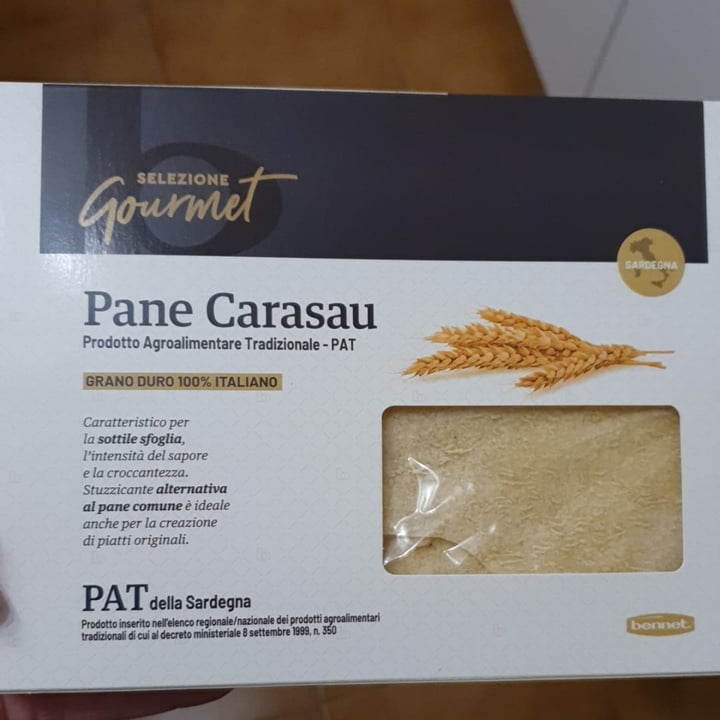 SELEZIONE
Gourmet
SARDEGNA
Pane Carasau
Prodotto Agroalimentare Tradizionale - PAT
GRANO DURO 100% ITALIANO
Caratteristico per
la sottile sfoglia,
l'intensità del sapore
e la croccantezza.
Stuzzicante alternativa
al pane comune è ideale
anche per la creazione
di piatti originali.
PAT della Sardegna
Prodotto inserito nell'elenco regionale/nazionale dei prodotti agroalimentari
tradizionali di cui al decreto ministeriale 8 settembre 1999, n. 350
bennet